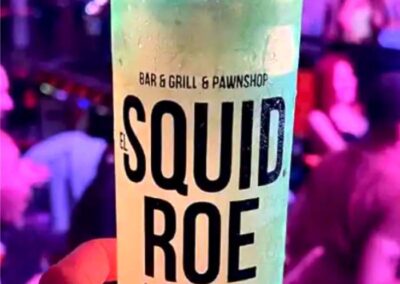 BAR & GRILL & PAWNSHOP
EL SQUID
ROE